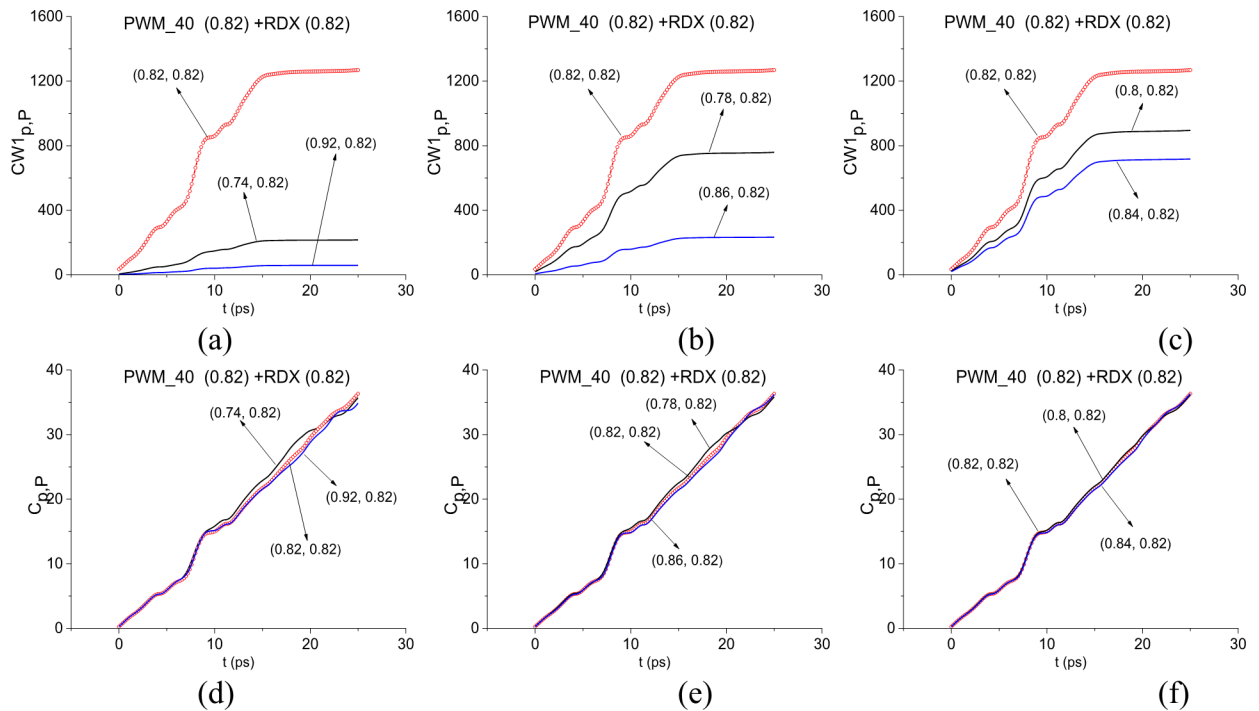 PWM_40 (0.82) +RDX (0.82)
1600
1200
800
400
0
CW1p,P
(0.82, 0.82)
(0.92, 0.82)
(0.74, 0.82)
0 10 20 30
t (ps)
(a)
PWM_40 (0.82) +RDX (0.82)
1600
1200
800
400
0
CW1p,P
(0.82, 0.82)
(0.78, 0.82)
(0.86, 0.82)
0 10 20 30
t (ps)
(b)
PWM_40 (0.82) +RDX (0.82)
1600
1200
800
400
0
CW1p,P
(0.82, 0.82)
(0.8, 0.82)
(0.84, 0.82)
0 10 20 30
t (ps)
(c)
PWM_40 (0.82) +RDX (0.82)
40
30
20
10
0
Cp,P
(0.74, 0.82)
(0.92, 0.82)
(0.82, 0.82)
0 10 20 30
t (ps)
(d)
PWM_40 (0.82) +RDX (0.82)
40
30
20
10
0
Cp,P
(0.78, 0.82)
(0.82, 0.82)
(0.86, 0.82)
0 10 20 30
t (ps)
(e)
PWM_40 (0.82) +RDX (0.82)
40
30
20
10
0
Cp,P
(0.8, 0.82)
(0.82, 0.82)
(0.84, 0.82)
0 10 20 30
t (ps)
(f)